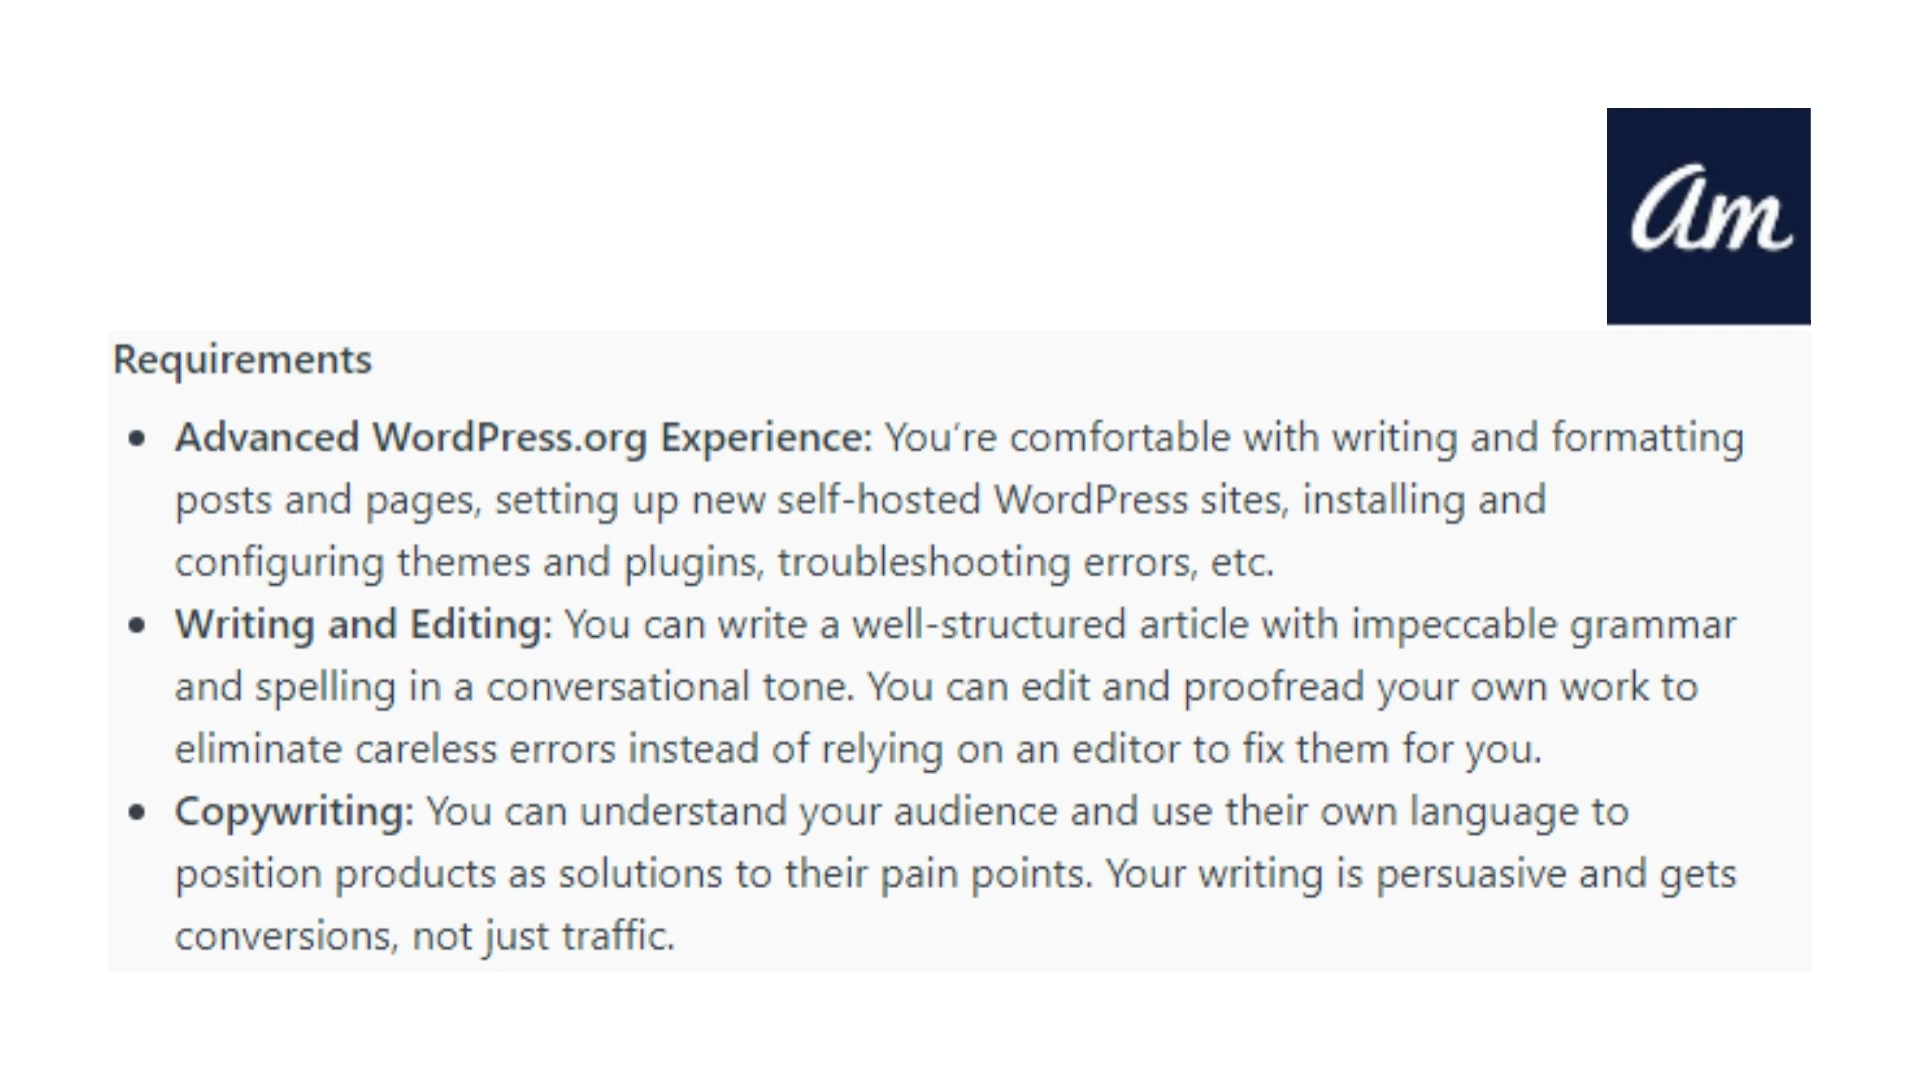 am
Requirements
Advanced WordPress.org Experience: You’re comfortable with writing and formatting
posts and pages, setting up new self-hosted WordPress sites, installing and
configuring themes and plugins, troubleshooting errors, etc.
Writing and Editing: You can write a well-structured article with impeccable grammar
and spelling in a conversational tone. You can edit and proofread your own work to
eliminate careless errors instead of relying on an editor to fix them for you.
Copywriting: You can understand your audience and use their own language to
position products as solutions to their pain points. Your writing is persuasive and gets
conversions, not just traffic.